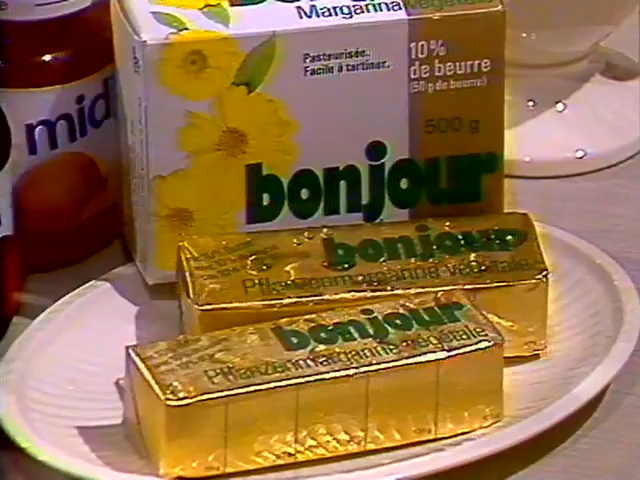 Margarina vegetale
Pasteurisée.
Facile à tartiner.
10%
de beurre
(50 g de beurre)
500 g
bonjour
mid
bonjour
Pflanzenmargarine végétale
bonjour
Pflanzenmargarine végétale